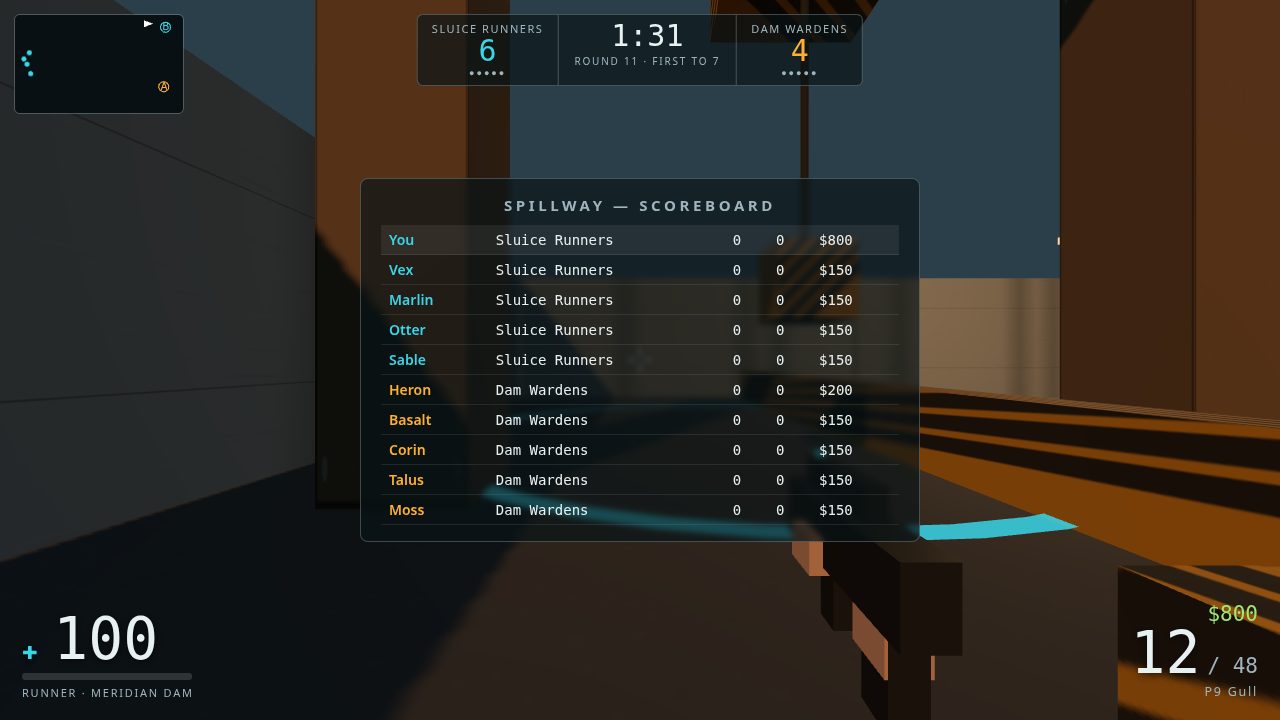 B
A
SLUICE RUNNERS
6
1:31
ROUND 11 · FIRST TO 7
DAM WARDENS
4
SPILLWAY — SCOREBOARD
You Sluice Runners 0 0 $800
Vex Sluice Runners 0 0 $150
Marlin Sluice Runners 0 0 $150
Otter Sluice Runners 0 0 $150
Sable Sluice Runners 0 0 $150
Heron Dam Wardens 0 0 $200
Basalt Dam Wardens 0 0 $150
Corin Dam Wardens 0 0 $150
Talus Dam Wardens 0 0 $150
Moss Dam Wardens 0 0 $150
+ 100
RUNNER · MERIDIAN DAM
$800
12 / 48
P9 Gull